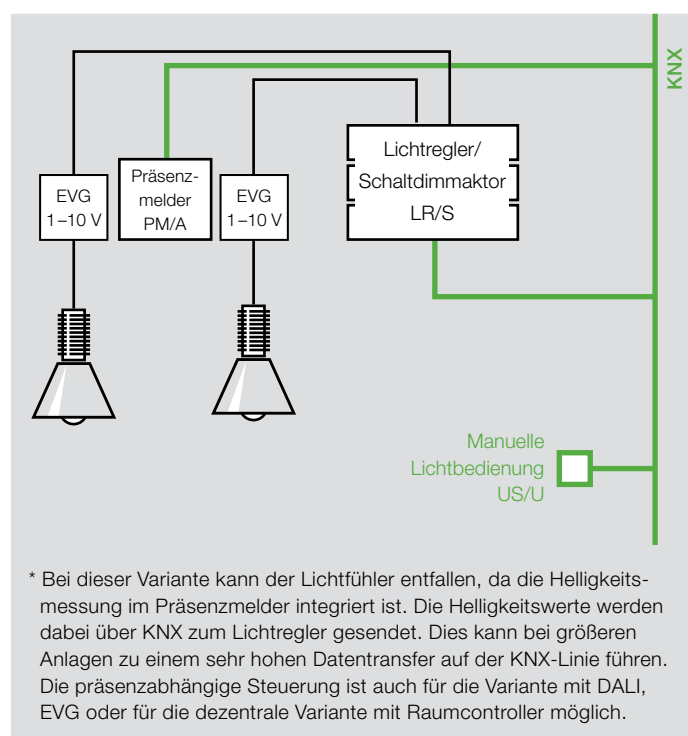 KNX
Lichtregler/
Schaltdimmaktor
LR/S
EVG
1–10 V
Präsenz-
melder
PM/A
EVG
1–10 V
Manuelle
Lichtbedienung
US/U
* Bei dieser Variante kann der Lichtfühler entfallen, da die Helligkeits-
messung im Präsenzmelder integriert ist. Die Helligkeitswerte werden
dabei über KNX zum Lichtregler gesendet. Dies kann bei größeren
Anlagen zu einem sehr hohen Datentransfer auf der KNX-Linie führen.
Die präsenzabhängige Steuerung ist auch für die Variante mit DALI,
EVG oder für die dezentrale Variante mit Raumcontroller möglich.